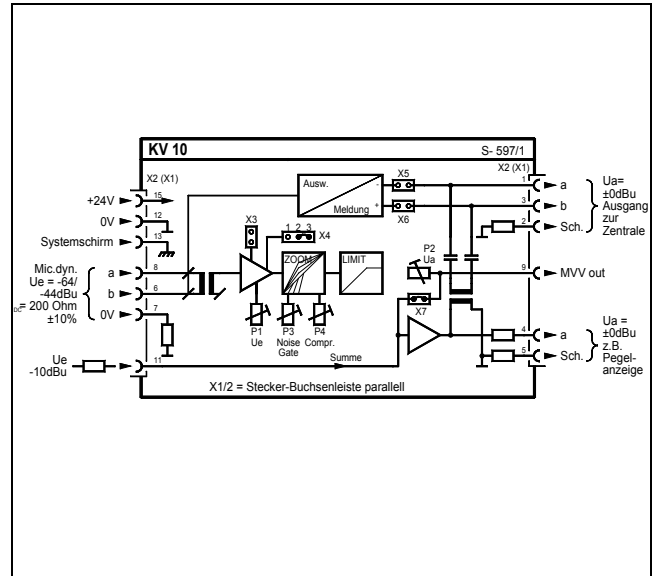 KV 10
S- 597/1
X2 (X1)
X2 (X1)
+24V
15
0V
12
Systemschirm
13
Mic.dyn.
Ue = -64/
-44dBu
DC= 200 Ohm
±10%
a
8
b
6
0V
7
Ue
-10dBu
11
Ausw.
Meldung
-
+
X5
X6
X3
1 2 3
X4
ZOOM
LIMIT
P1
Ue
P3
Noise
Gate
P4
Compr.
P2
Ua
X7
Summe
X1/2 = Stecker-Buchsenleiste parallell
1
a
3
b
2
Sch.
Ua=
±0dBu
Ausgang
zur
Zentrale
9
MVV out
4
a
5
Sch.
Ua =
±0dBu
z.B.
Pegel-
anzeige